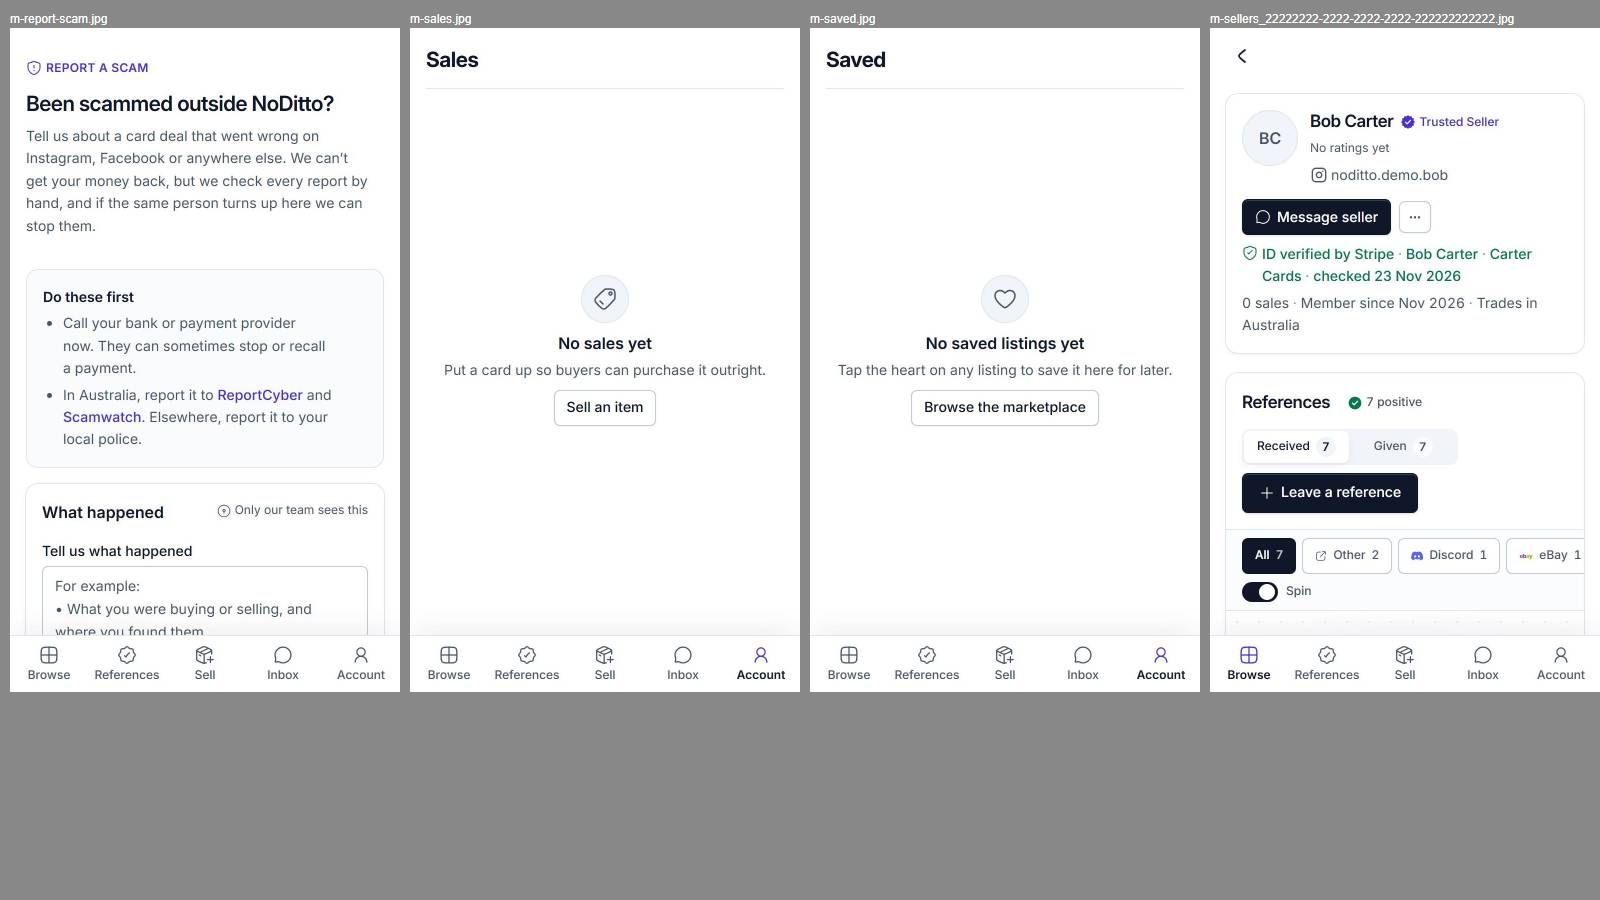 m-report-scam.jpg
REPORT A SCAM
Been scammed outside NoDitto?
Tell us about a card deal that went wrong on
Instagram, Facebook or anywhere else. We can't
get your money back, but we check every report by
hand, and if the same person turns up here we can
stop them.
Do these first
• Call your bank or payment provider
now. They can sometimes stop or recall
a payment.
• In Australia, report it to ReportCyber and
Scamwatch. Elsewhere, report it to your
local police.
What happened
Only our team sees this
Tell us what happened
For example:
• What you were buying or selling, and
where you found them
Browse
References
Sell
Inbox
Account
m-sales.jpg
Sales
No sales yet
Put a card up so buyers can purchase it outright.
Sell an item
Browse
References
Sell
Inbox
Account
m-saved.jpg
Saved
No saved listings yet
Tap the heart on any listing to save it here for later.
Browse the marketplace
Browse
References
Sell
Inbox
Account
m-sellers_22222222-2222-2222-2222-222222222222.jpg
BC
Bob Carter
Trusted Seller
No ratings yet
noditto.demo.bob
Message seller
...
ID verified by Stripe · Bob Carter · Carter
Cards · checked 23 Nov 2026
0 sales · Member since Nov 2026 · Trades in
Australia
References
7 positive
Received 7
Given 7
+ Leave a reference
All 7
Other 2
Discord 1
ebay eBay 1
Spin
Browse
References
Sell
Inbox
Account